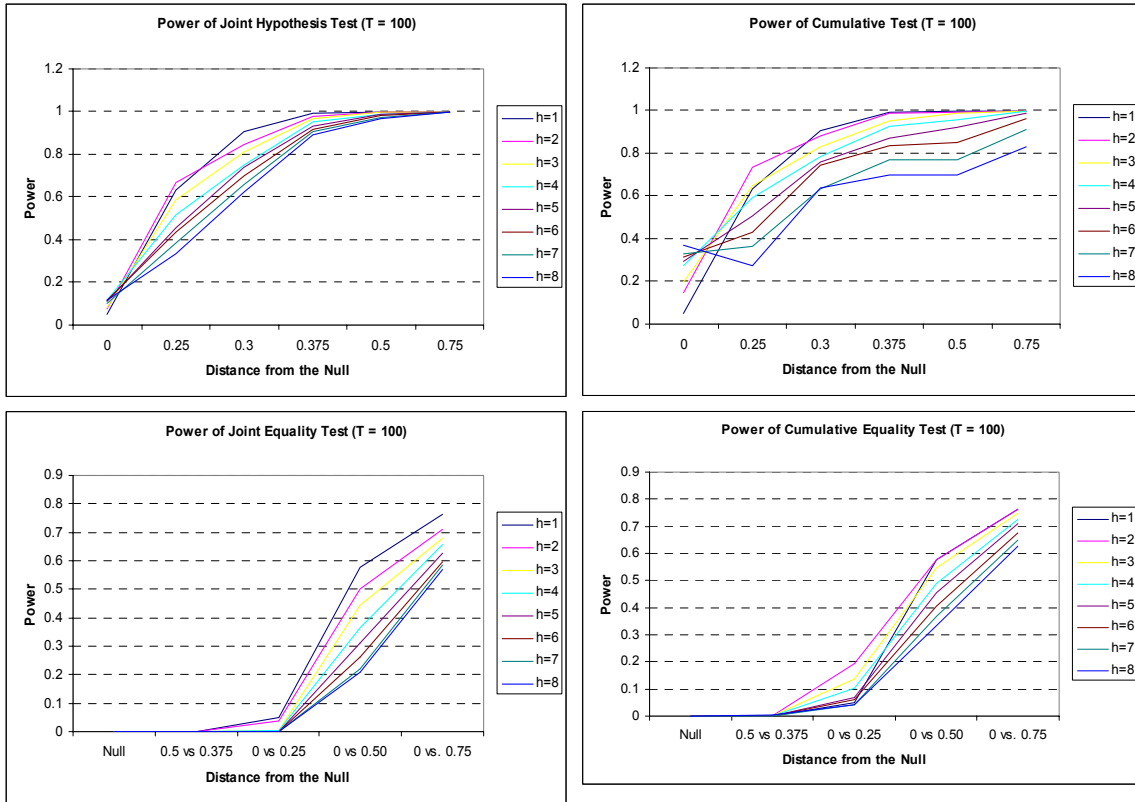 Power of Joint Hypothesis Test (T = 100)
1.2
1
0.8
0.6
0.4
0.2
0
Power
0
0.25
0.3
0.375
0.5
0.75
Distance from the Null
h=1
h=2
h=3
h=4
h=5
h=6
h=7
h=8
Power of Cumulative Test (T = 100)
1.2
1
0.8
0.6
0.4
0.2
0
Power
0
0.25
0.3
0.375
0.5
0.75
Distance from the Null
h=1
h=2
h=3
h=4
h=5
h=6
h=7
h=8
Power of Joint Equality Test (T = 100)
0.9
0.8
0.7
0.6
0.5
0.4
0.3
0.2
0.1
0
Power
Null
0.5 vs 0.375
0 vs 0.25
0 vs 0.50
0 vs. 0.75
Distance from the Null
h=1
h=2
h=3
h=4
h=5
h=6
h=7
h=8
Power of Cumulative Equality Test (T = 100)
0.9
0.8
0.7
0.6
0.5
0.4
0.3
0.2
0.1
0
Power
Null
0.5 vs 0.375
0 vs 0.25
0 vs 0.50
0 vs. 0.75
Distance from the Null
h=1
h=2
h=3
h=4
h=5
h=6
h=7
h=8